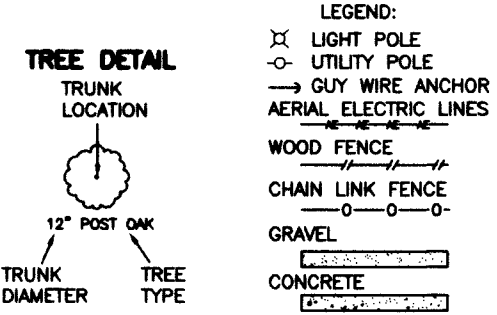 TREE DETAIL
TRUNK
LOCATION
12" POST OAK
TRUNK
DIAMETER
TREE
TYPE
LEGEND:
LIGHT POLE
UTILITY POLE
GUY WIRE ANCHOR
AERIAL ELECTRIC LINES
AE AE AE AE
WOOD FENCE
CHAIN LINK FENCE
GRAVEL
CONCRETE